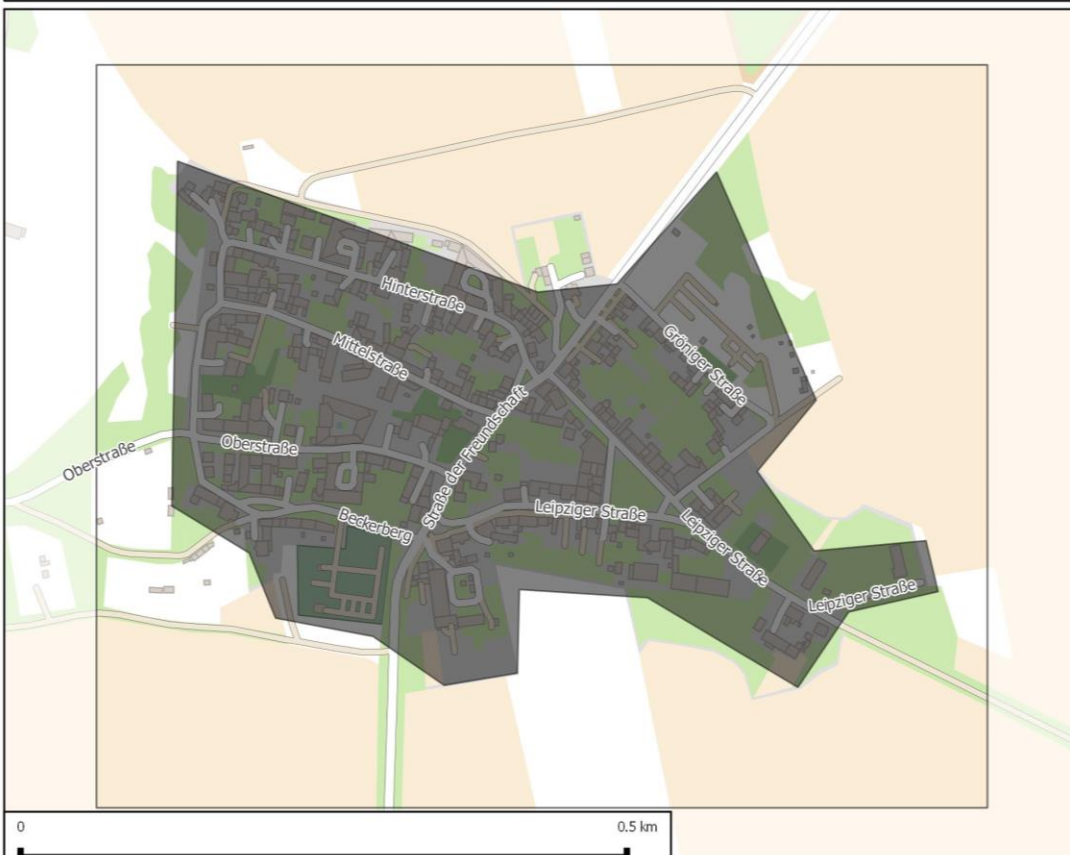 Hinterstraße
Mittelstraße
Gröniger Straße
Straße der Freundschaft
Oberstraße
Oberstraße
Leipziger Straße
Beckerberg
Leipziger Straße
Leipziger Straße
0
0.5 km